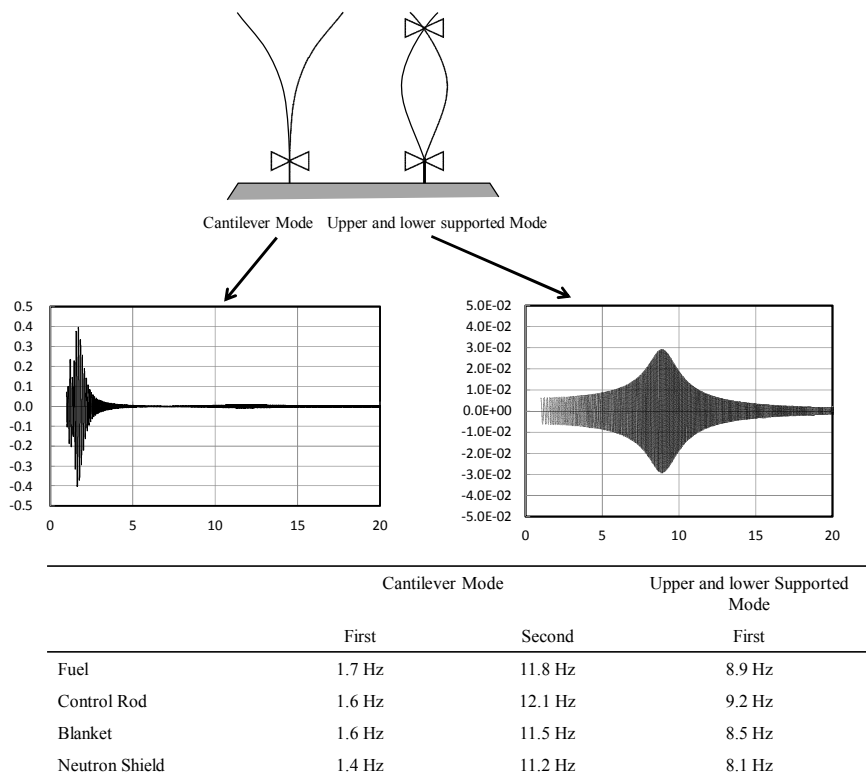 Cantilever Mode Upper and lower supported Mode
0.5
0.4
0.3
0.2
0.1
0.0
-0.1
-0.2
-0.3
-0.4
-0.5
0 5 10 15 20
5.0E-02
4.0E-02
3.0E-02
2.0E-02
1.0E-02
0.0E+00
-1.0E-02
-2.0E-02
-3.0E-02
-4.0E-02
-5.0E-02
0 5 10 15 20
Cantilever Mode Upper and lower Supported
Mode
First Second First
Fuel 1.7 Hz 11.8 Hz 8.9 Hz
Control Rod 1.6 Hz 12.1 Hz 9.2 Hz
Blanket 1.6 Hz 11.5 Hz 8.5 Hz
Neutron Shield 1.4 Hz 11.2 Hz 8.1 Hz